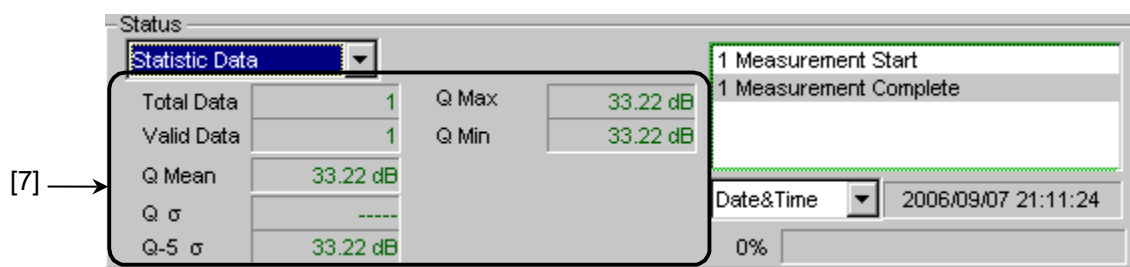 Status
Statistic Data
Total Data 1 Q Max 33.22 dB
Valid Data 1 Q Min 33.22 dB
Q Mean 33.22 dB
Q σ -----
Q-5 σ 33.22 dB
[7]
1 Measurement Start
1 Measurement Complete
Date&Time 2006/09/07 21:11:24
0%